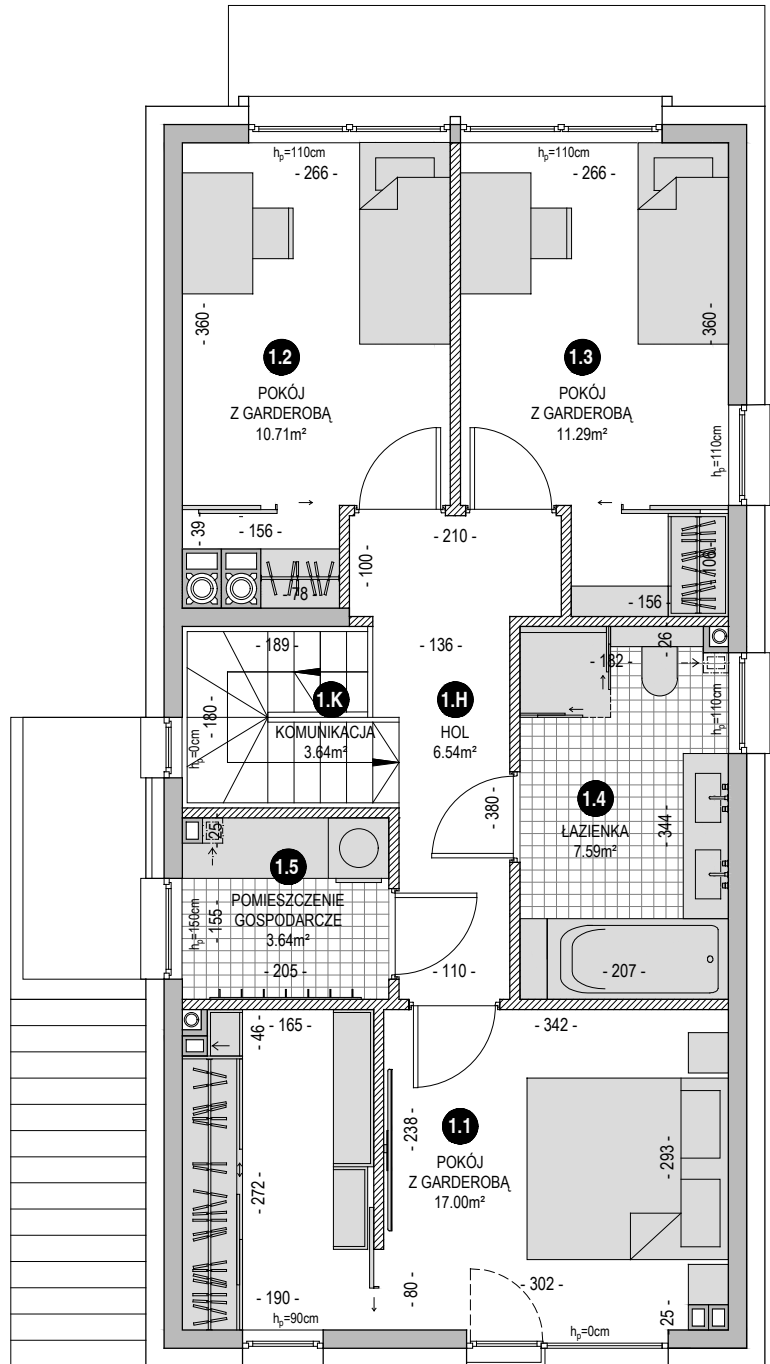 hp=110cm
hp=110cm
- 266 -
- 266 -
- 360 -
- 360 -
1.2
POKÓJ
Z GARDEROBĄ
10.71m²
1.3
POKÓJ
Z GARDEROBĄ
11.29m²
hp=110cm
- 39 -
- 156 -
- 78 -
- 100 -
- 210 -
- 156 -
- 106 -
- 189 -
- 136 -
- 26 -
- 182 -
- 180 -
hp=0cm
1.K
KOMUNIKACJA
3.64m²
1.H
HOL
6.54m²
hp=110cm
- 380 -
1.4
ŁAZIENKA
7.59m²
- 344 -
- 25 -
1.5
POMIESZCZENIE
GOSPODARCZE
3.64m²
hp=150cm
- 155 -
- 205 -
- 110 -
- 207 -
- 46 -
- 165 -
- 342 -
- 238 -
1.1
POKÓJ
Z GARDEROBĄ
17.00m²
- 293 -
- 272 -
- 190 -
hp=90cm
- 80 -
- 302 -
hp=0cm
- 25 -